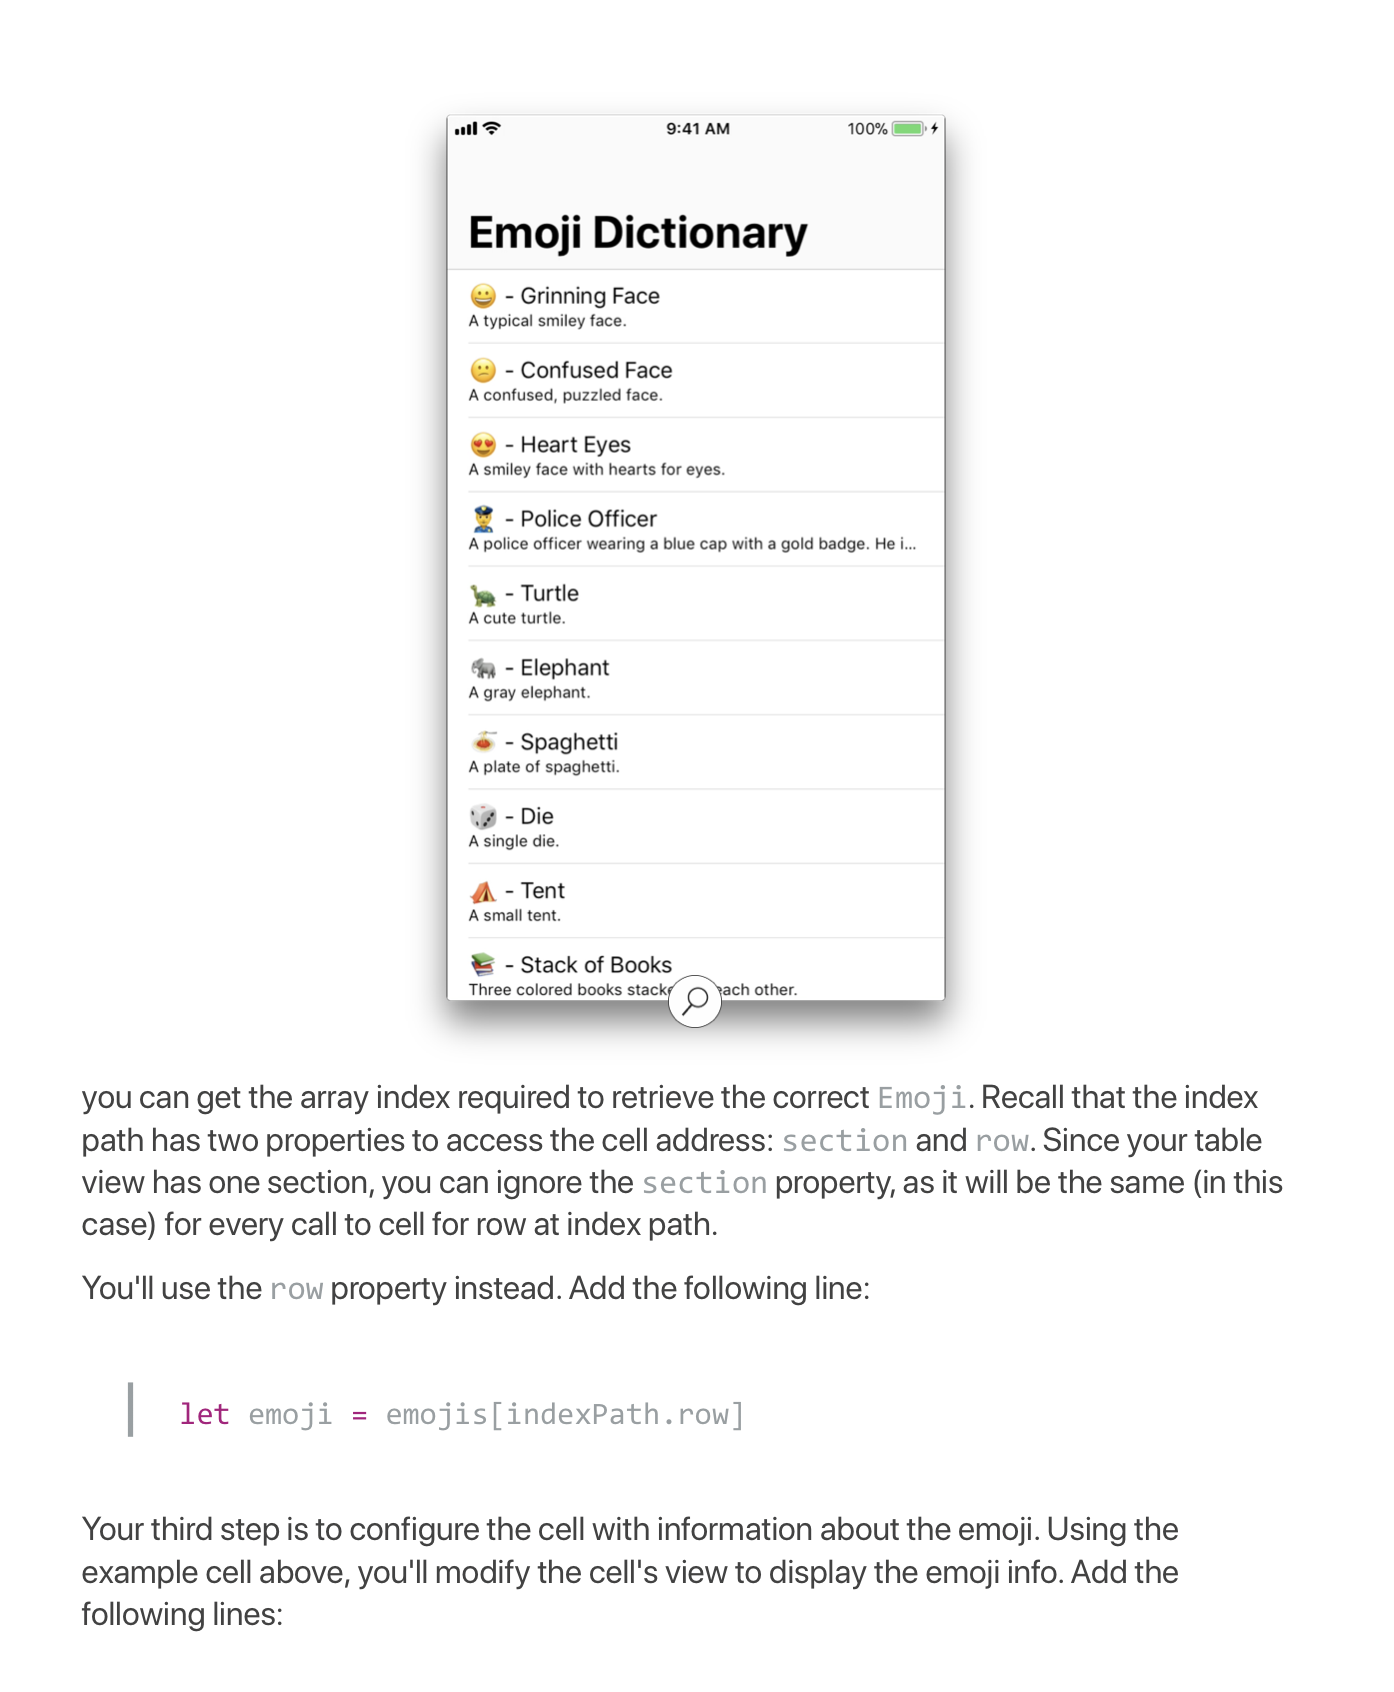 9:41 AM 100%
Emoji Dictionary
😀 - Grinning Face
A typical smiley face.
😕 - Confused Face
A confused, puzzled face.
😍 - Heart Eyes
A smiley face with hearts for eyes.
👮 - Police Officer
A police officer wearing a blue cap with a gold badge. He i...
🐢 - Turtle
A cute turtle.
🐘 - Elephant
A gray elephant.
🍝 - Spaghetti
A plate of spaghetti.
🎲 - Die
A single die.
⛺️ - Tent
A small tent.
📚 - Stack of Books
Three colored books each other.
you can get the array index required to retrieve the correct Emoji. Recall that the index
path has two properties to access the cell address: section and row. Since your table
view has one section, you can ignore the section property, as it will be the same (in this
case) for every call to cell for row at index path.
You'll use the row property instead. Add the following line:
let emoji = emojis[indexPath.row]
Your third step is to configure the cell with information about the emoji. Using the
example cell above, you'll modify the cell's view to display the emoji info. Add the
following lines: